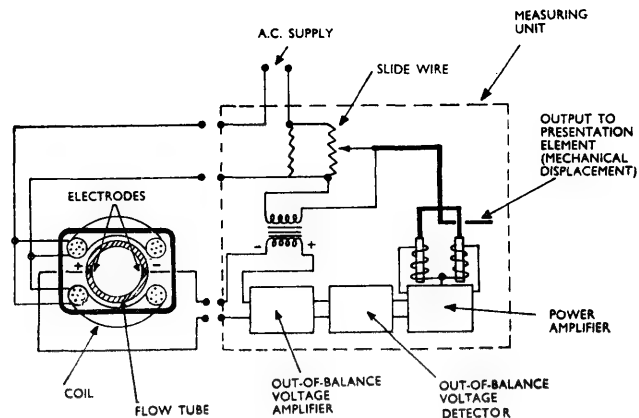 MEASURING
UNIT
A.C. SUPPLY
SLIDE WIRE
OUTPUT TO
PRESENTATION
ELEMENT
(MECHANICAL
DISPLACEMENT)
ELECTRODES
+
-
-
+
COIL
FLOW TUBE
OUT-OF-BALANCE
VOLTAGE
AMPLIFIER
OUT-OF-BALANCE
VOLTAGE
DETECTOR
POWER
AMPLIFIER